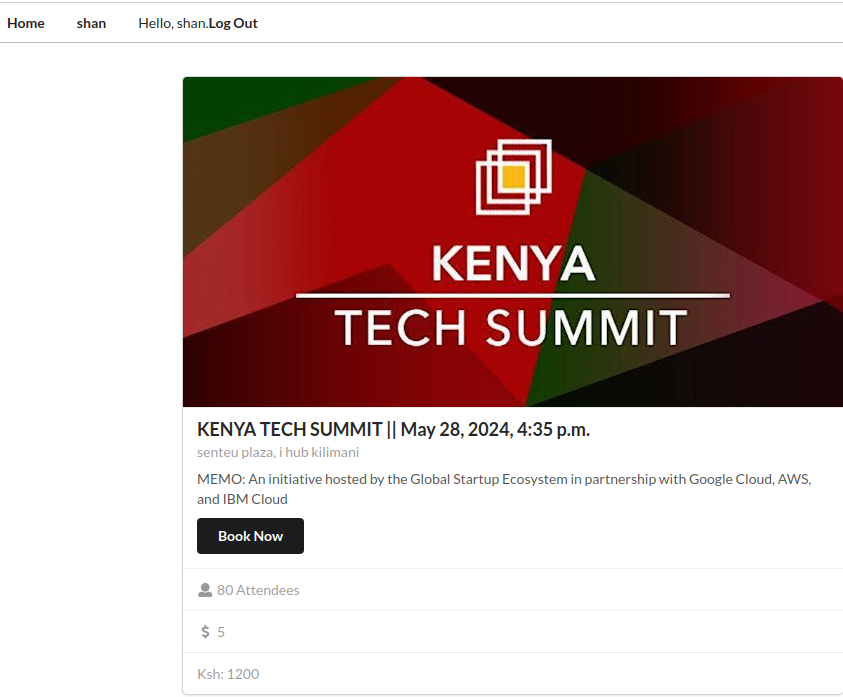 Home shan Hello, shan.Log Out
KENYA
TECH SUMMIT
KENYA TECH SUMMIT || May 28, 2024, 4:35 p.m.
senteu plaza, i hub kilimani
MEMO: An initiative hosted by the Global Startup Ecosystem in partnership with Google Cloud, AWS,
and IBM Cloud
Book Now
80 Attendees
$ 5
Ksh: 1200